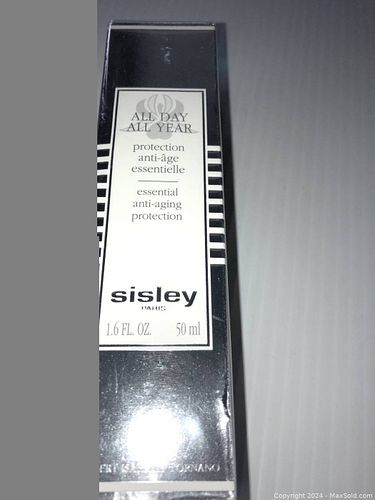 ALL DAY
ALL YEAR
protection
anti-âge
essentielle
essential
anti-aging
protection
sisley
PARIS
1.6 FL. OZ. 50 ml
ORNANO
Copyright © 2024 - MaxSold.com